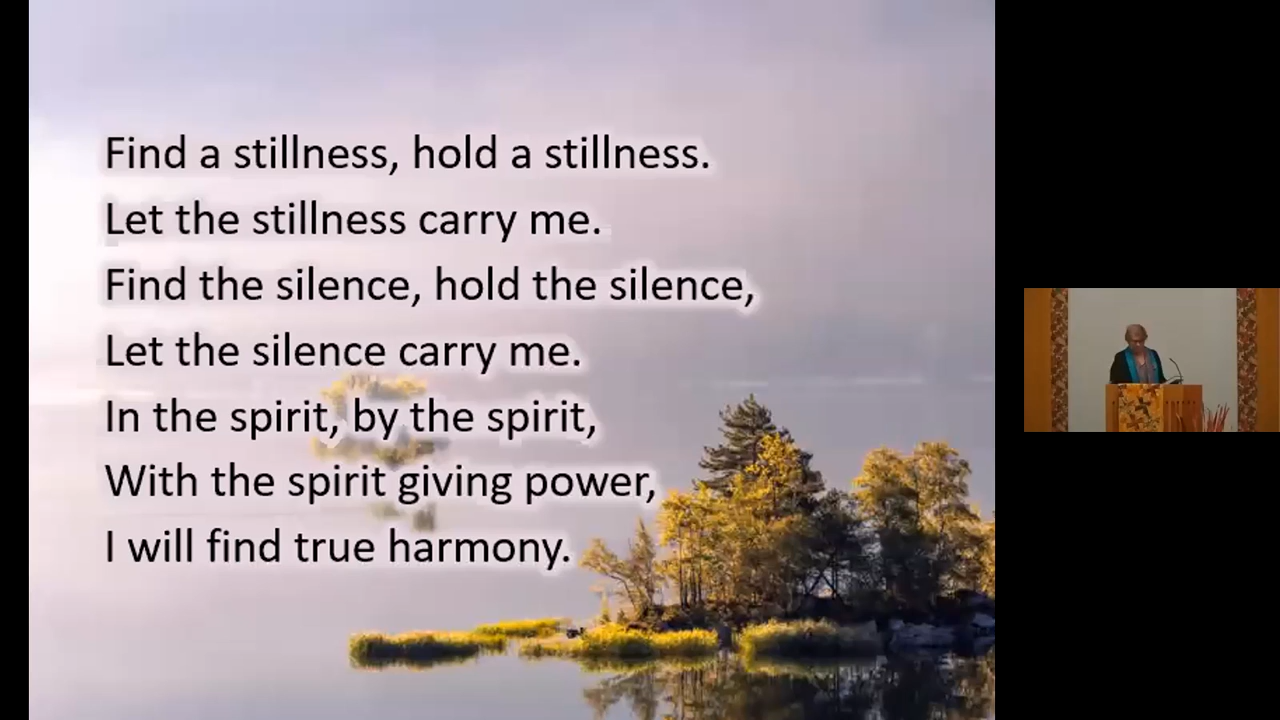 Find a stillness, hold a stillness.
Let the stillness carry me.
Find the silence, hold the silence,
Let the silence carry me.
In the spirit, by the spirit,
With the spirit giving power,
I will find true harmony.